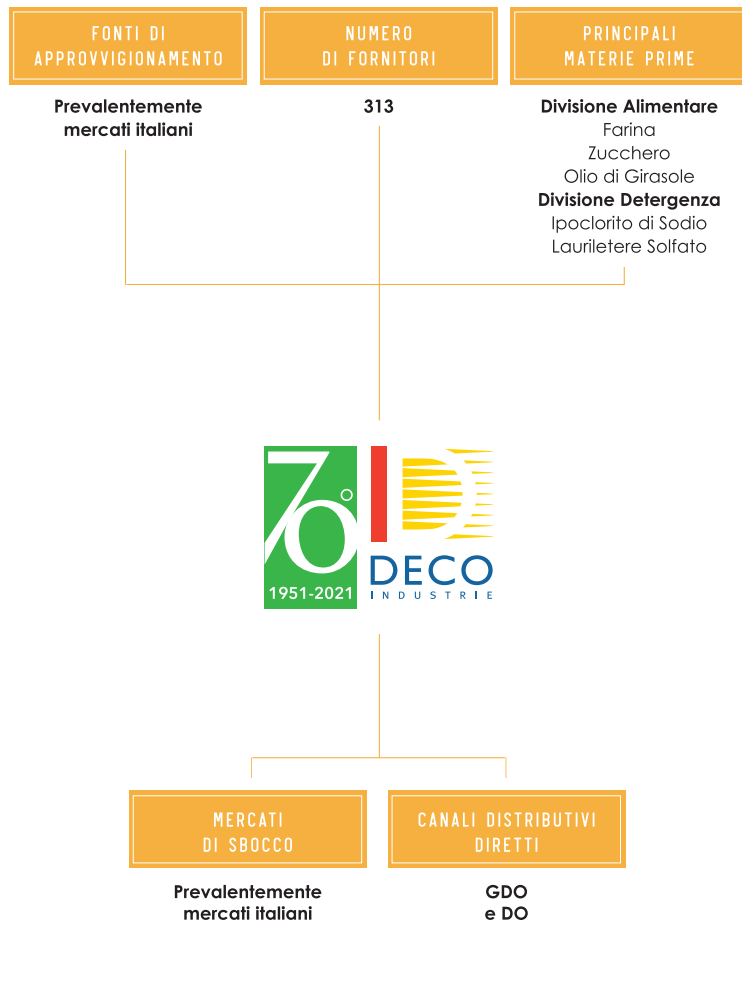 FONTI DI
APPROVVIGIONAMENTO
Prevalentemente
mercati italiani
NUMERO
DI FORNITORI
313
PRINCIPALI
MATERIE PRIME
Divisione Alimentare
Farina
Zucchero
Olio di Girasole
Divisione Detergenza
Ipoclorito di Sodio
Lauriletere Solfato
70°
1951-2021
DECO
INDUSTRIE
MERCATI
DI SBOCCO
Prevalentemente
mercati italiani
CANALI DISTRIBUTIVI
DIRETTI
GDO
e DO